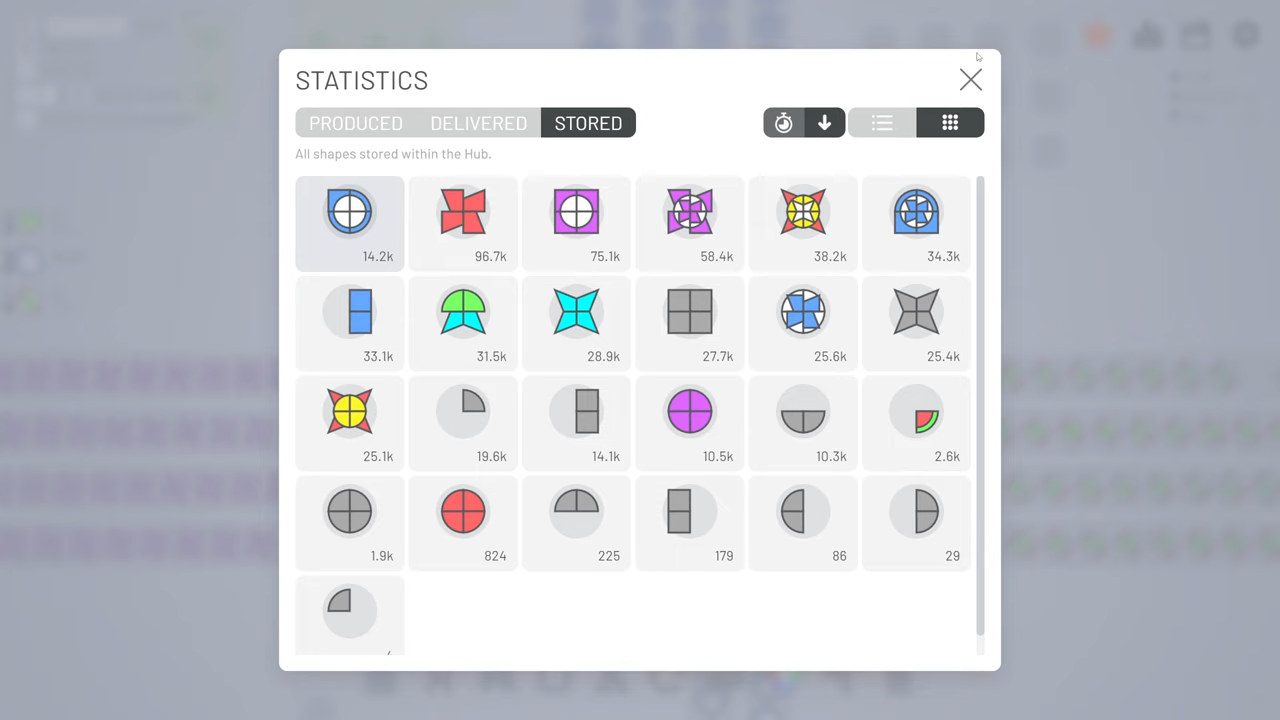 STATISTICS
PRODUCED DELIVERED STORED
All shapes stored within the Hub.
14.2k 96.7k 75.1k 58.4k 38.2k 34.3k
33.1k 31.5k 28.9k 27.7k 25.6k 25.4k
25.1k 19.6k 14.1k 10.5k 10.3k 2.6k
1.9k 824 225 179 86 29